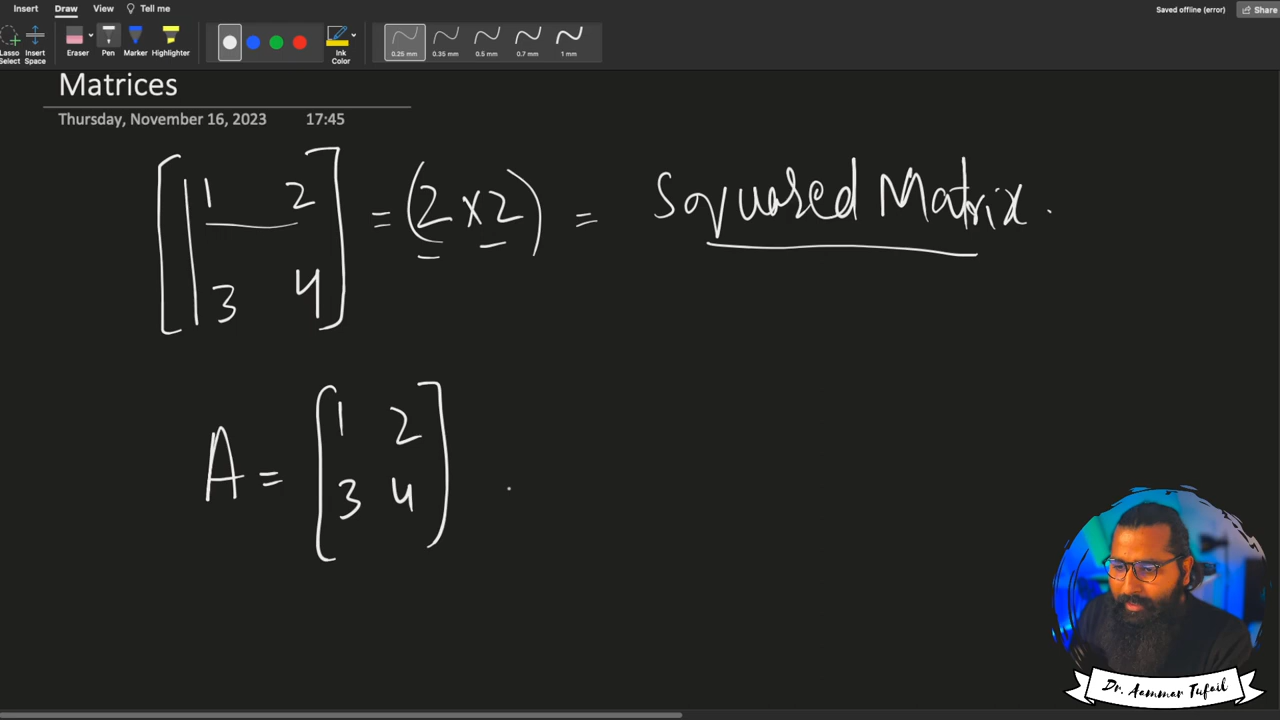 Insert Draw View Tell me
Saved offline (error) Share
Lasso Select Insert Space Eraser Pen Marker Highlighter Ink Color 0.25 mm 0.35 mm 0.5 mm 0.7 mm 1 mm
Matrices
Thursday, November 16, 2023 17:45
[1 2
3 4] = (2 × 2) = Squared Matrix.
A = [1 2
3 4]
Dr. Aammar Tufail